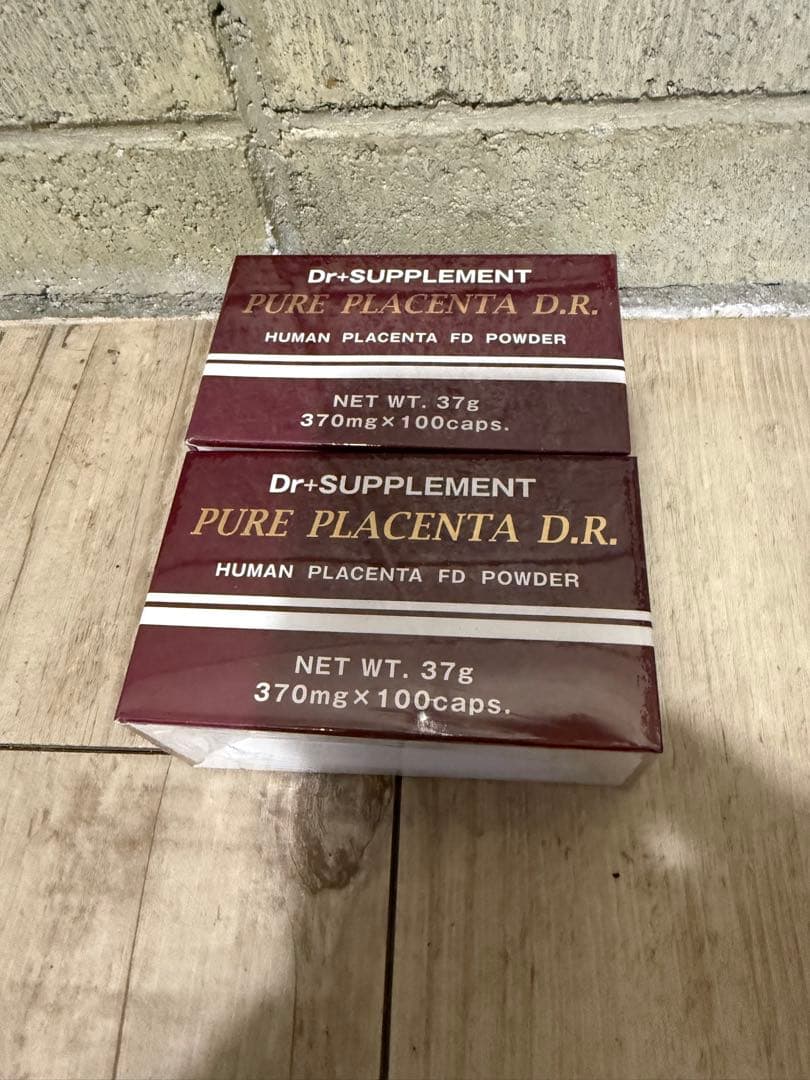 Dr+SUPPLEMENT
PURE PLACENTA D.R.
HUMAN PLACENTA FD POWDER
NET WT. 37g
370mg×100caps.
Dr+SUPPLEMENT
PURE PLACENTA D.R.
HUMAN PLACENTA FD POWDER
NET WT. 37g
370mg×100caps.